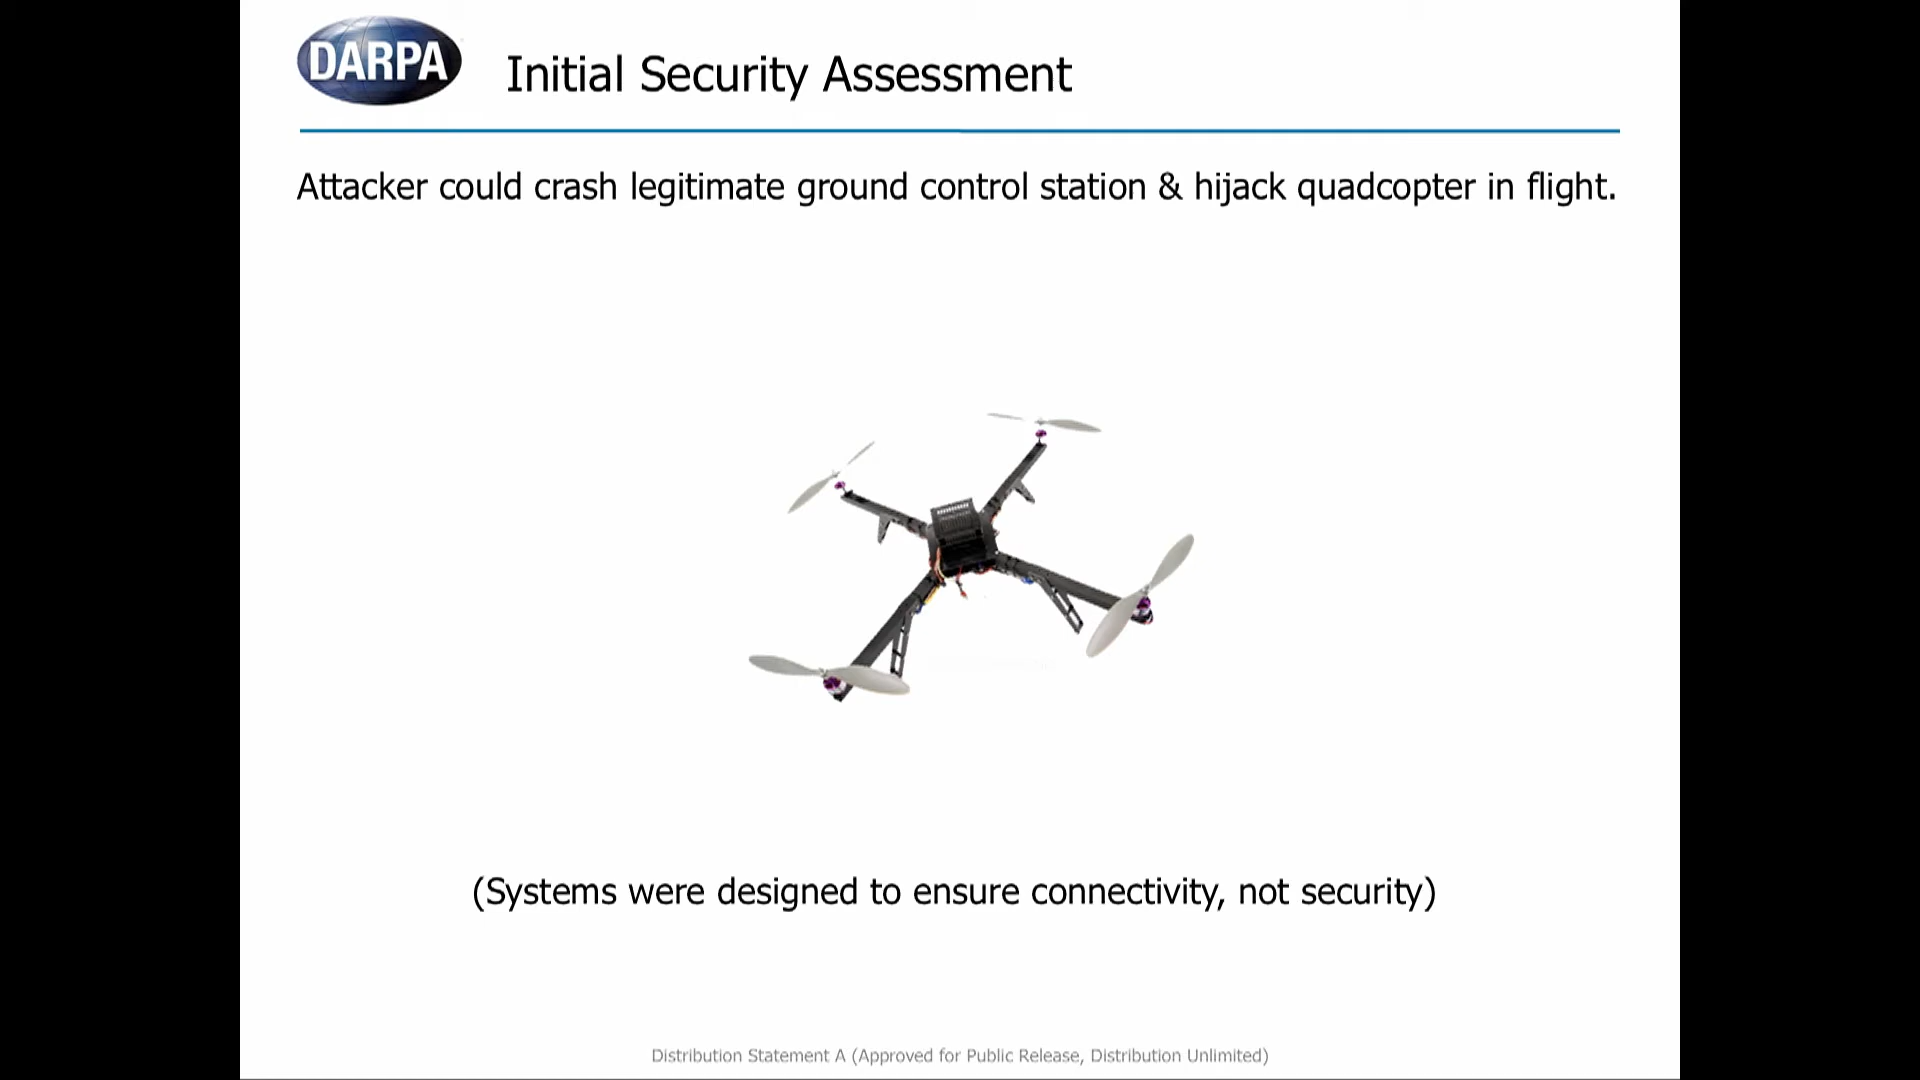 DARPA
Initial Security Assessment
Attacker could crash legitimate ground control station & hijack quadcopter in flight.
(Systems were designed to ensure connectivity, not security)
Distribution Statement A (Approved for Public Release, Distribution Unlimited)